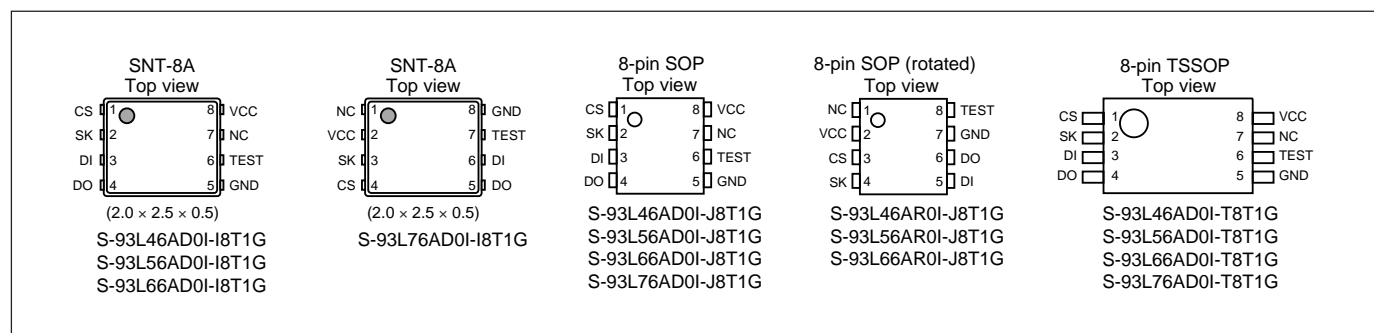 SNT-8A
Top view
CS 1 8 VCC
SK 2 7 NC
DI 3 6 TEST
DO 4 5 GND
(2.0 × 2.5 × 0.5)
S-93L46AD0I-I8T1G
S-93L56AD0I-I8T1G
S-93L66AD0I-I8T1G
SNT-8A
Top view
NC 1 8 GND
VCC 2 7 TEST
SK 3 6 DI
CS 4 5 DO
(2.0 × 2.5 × 0.5)
S-93L76AD0I-I8T1G
8-pin SOP
Top view
CS 1 8 VCC
SK 2 7 NC
DI 3 6 TEST
DO 4 5 GND
S-93L46AD0I-J8T1G
S-93L56AD0I-J8T1G
S-93L66AD0I-J8T1G
S-93L76AD0I-J8T1G
8-pin SOP (rotated)
Top view
NC 1 8 TEST
VCC 2 7 GND
CS 3 6 DO
SK 4 5 DI
S-93L46AR0I-J8T1G
S-93L56AR0I-J8T1G
S-93L66AR0I-J8T1G
8-pin TSSOP
Top view
CS 1 8 VCC
SK 2 7 NC
DI 3 6 TEST
DO 4 5 GND
S-93L46AD0I-T8T1G
S-93L56AD0I-T8T1G
S-93L66AD0I-T8T1G
S-93L76AD0I-T8T1G